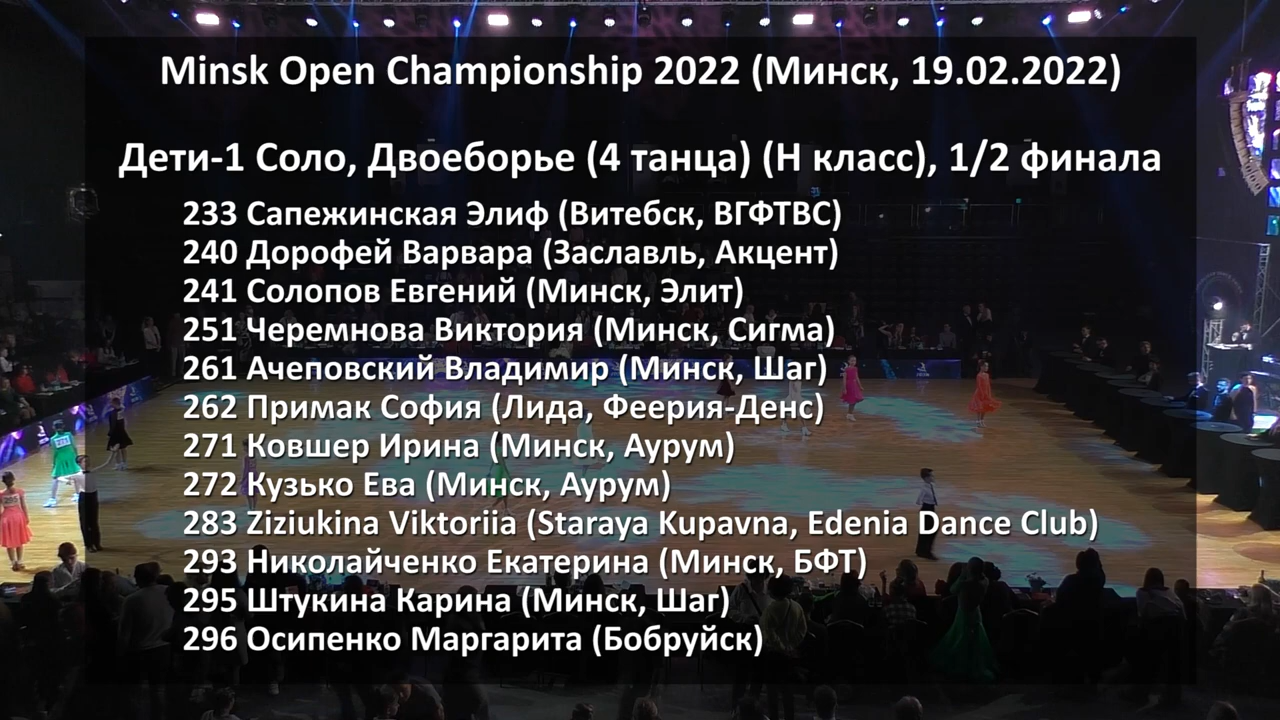 Minsk Open Championship 2022 (Минск, 19.02.2022)
Дети-1 Соло, Двоеборье (4 танца) (Н класс), 1/2 финала
233 Сапежинская Элиф (Витебск, ВГФТВС)
240 Дорофей Варвара (Заславль, Акцент)
241 Солопов Евгений (Минск, Элит)
251 Черемнова Виктория (Минск, Сигма)
261 Ачеповский Владимир (Минск, Шаг)
262 Примак София (Лида, Феерия-Денс)
271 Ковшер Ирина (Минск, Аурум)
272 Кузько Ева (Минск, Аурум)
283 Ziziukina Viktoriia (Staraya Kupavna, Edenia Dance Club)
293 Николайченко Екатерина (Минск, БФТ)
295 Штукина Карина (Минск, Шаг)
296 Осипенко Маргарита (Бобруйск)